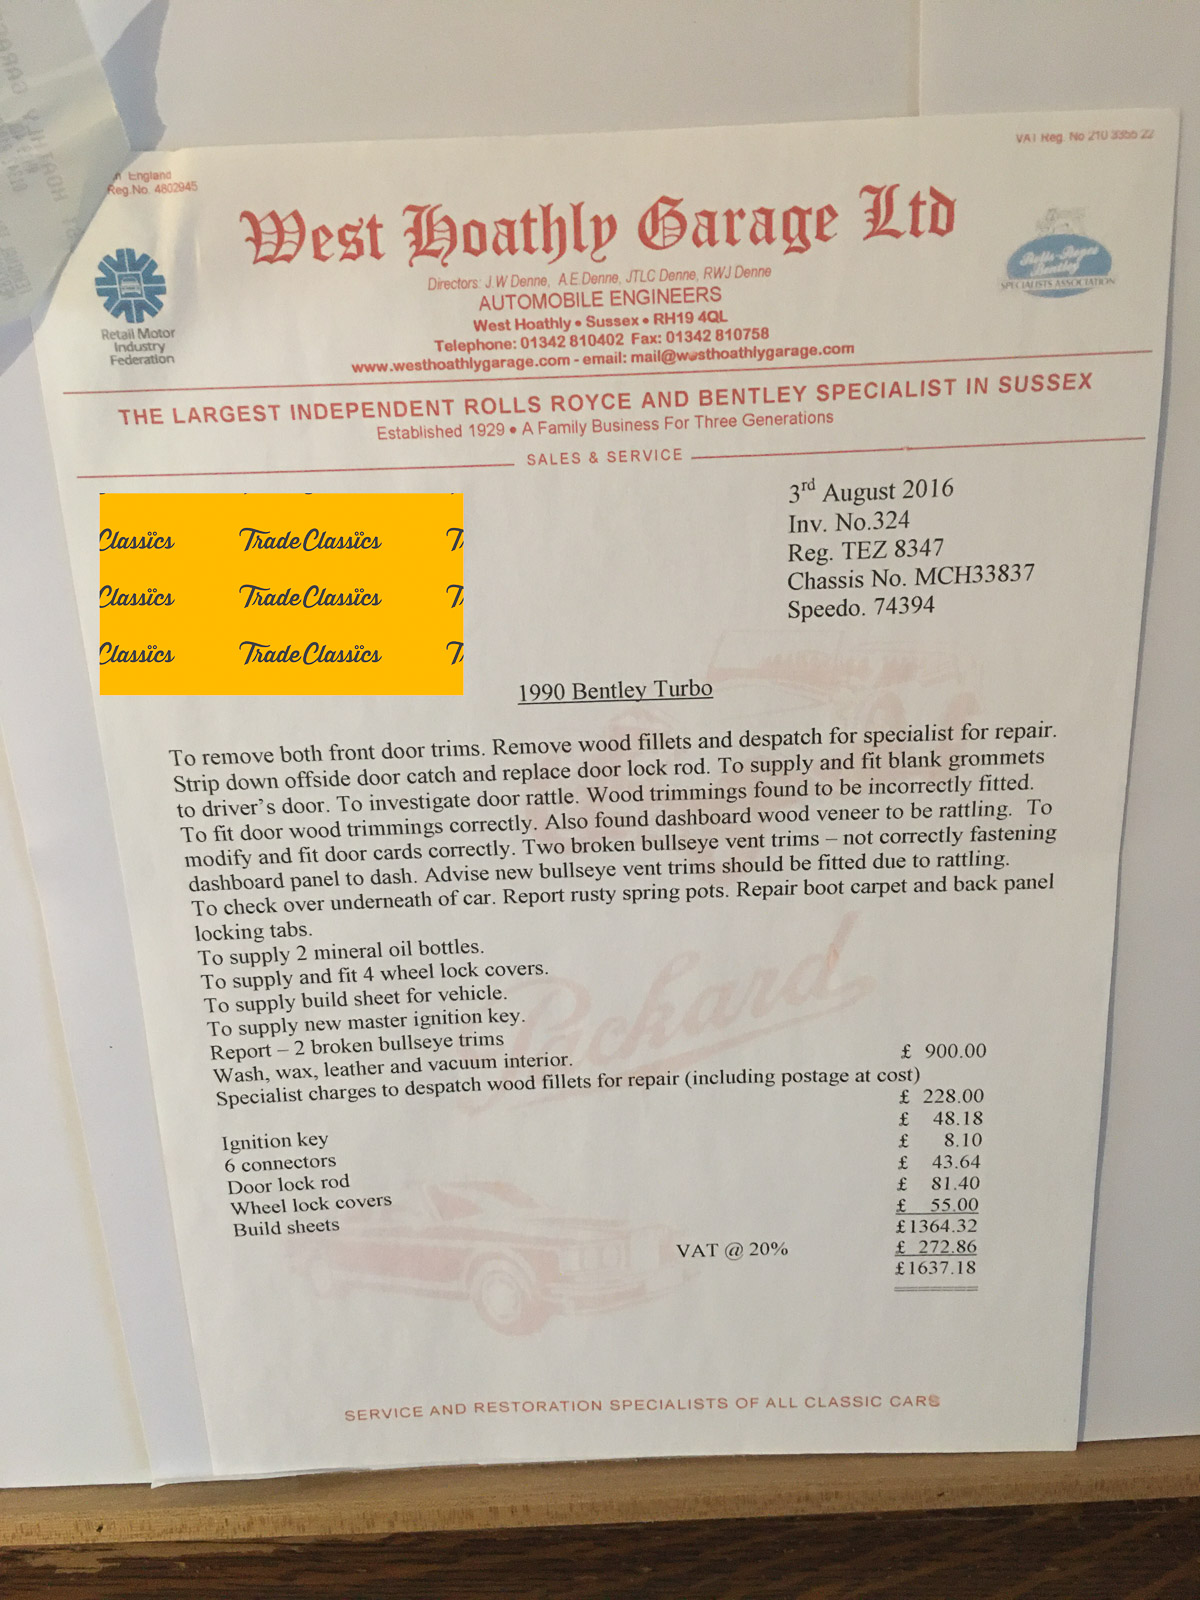 England
Reg.No. 4802945
VAT Reg. No 210 3355 22
West Hoathly Garage Ltd
Directors: J.W Denne, A.E.Denne, JTLC Denne, RWJ Denne
AUTOMOBILE ENGINEERS
West Hoathly • Sussex • RH19 4QL
Telephone: 01342 810402 Fax: 01342 810758
www.westhoathlygarage.com - email: mail@westhoathlygarage.com
Retail Motor
Industry
Federation
Rolls-Royce
Bentley
SPECIALISTS ASSOCIATION
THE LARGEST INDEPENDENT ROLLS ROYCE AND BENTLEY SPECIALIST IN SUSSEX
Established 1929 • A Family Business For Three Generations
SALES & SERVICE
Classics TradeClassics
Classics TradeClassics
Classics TradeClassics
3rd August 2016
Inv. No.324
Reg. TEZ 8347
Chassis No. MCH33837
Speedo. 74394
1990 Bentley Turbo
To remove both front door trims. Remove wood fillets and despatch for specialist for repair.
Strip down offside door catch and replace door lock rod. To supply and fit blank grommets
to driver's door. To investigate door rattle. Wood trimmings found to be incorrectly fitted.
To fit door wood trimmings correctly. Also found dashboard wood veneer to be rattling. To
modify and fit door cards correctly. Two broken bullseye vent trims – not correctly fastening
dashboard panel to dash. Advise new bullseye vent trims should be fitted due to rattling.
To check over underneath of car. Report rusty spring pots. Repair boot carpet and back panel
locking tabs.
To supply 2 mineral oil bottles.
To supply and fit 4 wheel lock covers.
To supply build sheet for vehicle.
To supply new master ignition key.
Report – 2 broken bullseye trims
Wash, wax, leather and vacuum interior. £ 900.00
Specialist charges to despatch wood fillets for repair (including postage at cost)
£ 228.00
Ignition key £ 48.18
6 connectors £ 8.10
Door lock rod £ 43.64
Wheel lock covers £ 81.40
Build sheets £ 55.00
£1364.32
VAT @ 20% £ 272.86
£1637.18
Packard
SERVICE AND RESTORATION SPECIALISTS OF ALL CLASSIC CARS